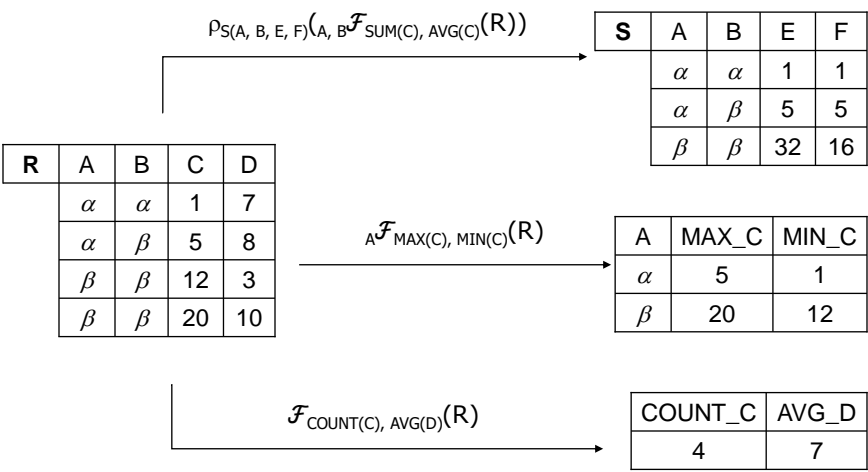 ρS(A, B, E, F)(A, BℱSUM(C), AVG(C)(R))
S A B E F
α α 1 1
α β 5 5
β β 32 16
R A B C D
α α 1 7
α β 5 8
β β 12 3
β β 20 10
AℱMAX(C), MIN(C)(R)
A MAX_C MIN_C
α 5 1
β 20 12
ℱCOUNT(C), AVG(D)(R)
COUNT_C AVG_D
4 7